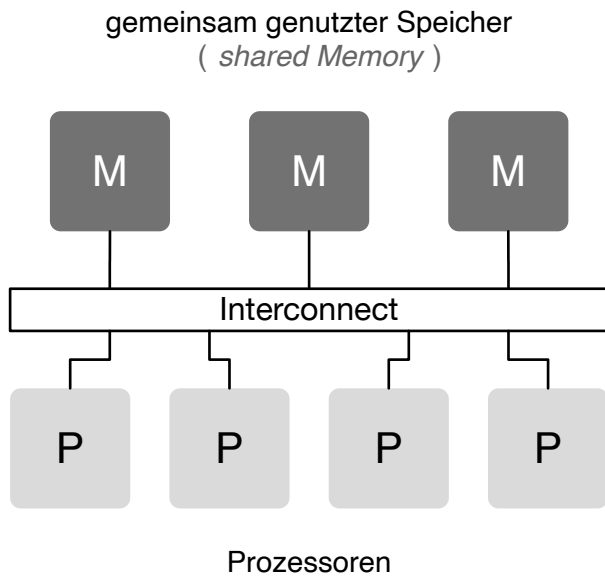 gemeinsam genutzter Speicher
( shared Memory )
M M M
Interconnect
P P P P
Prozessoren